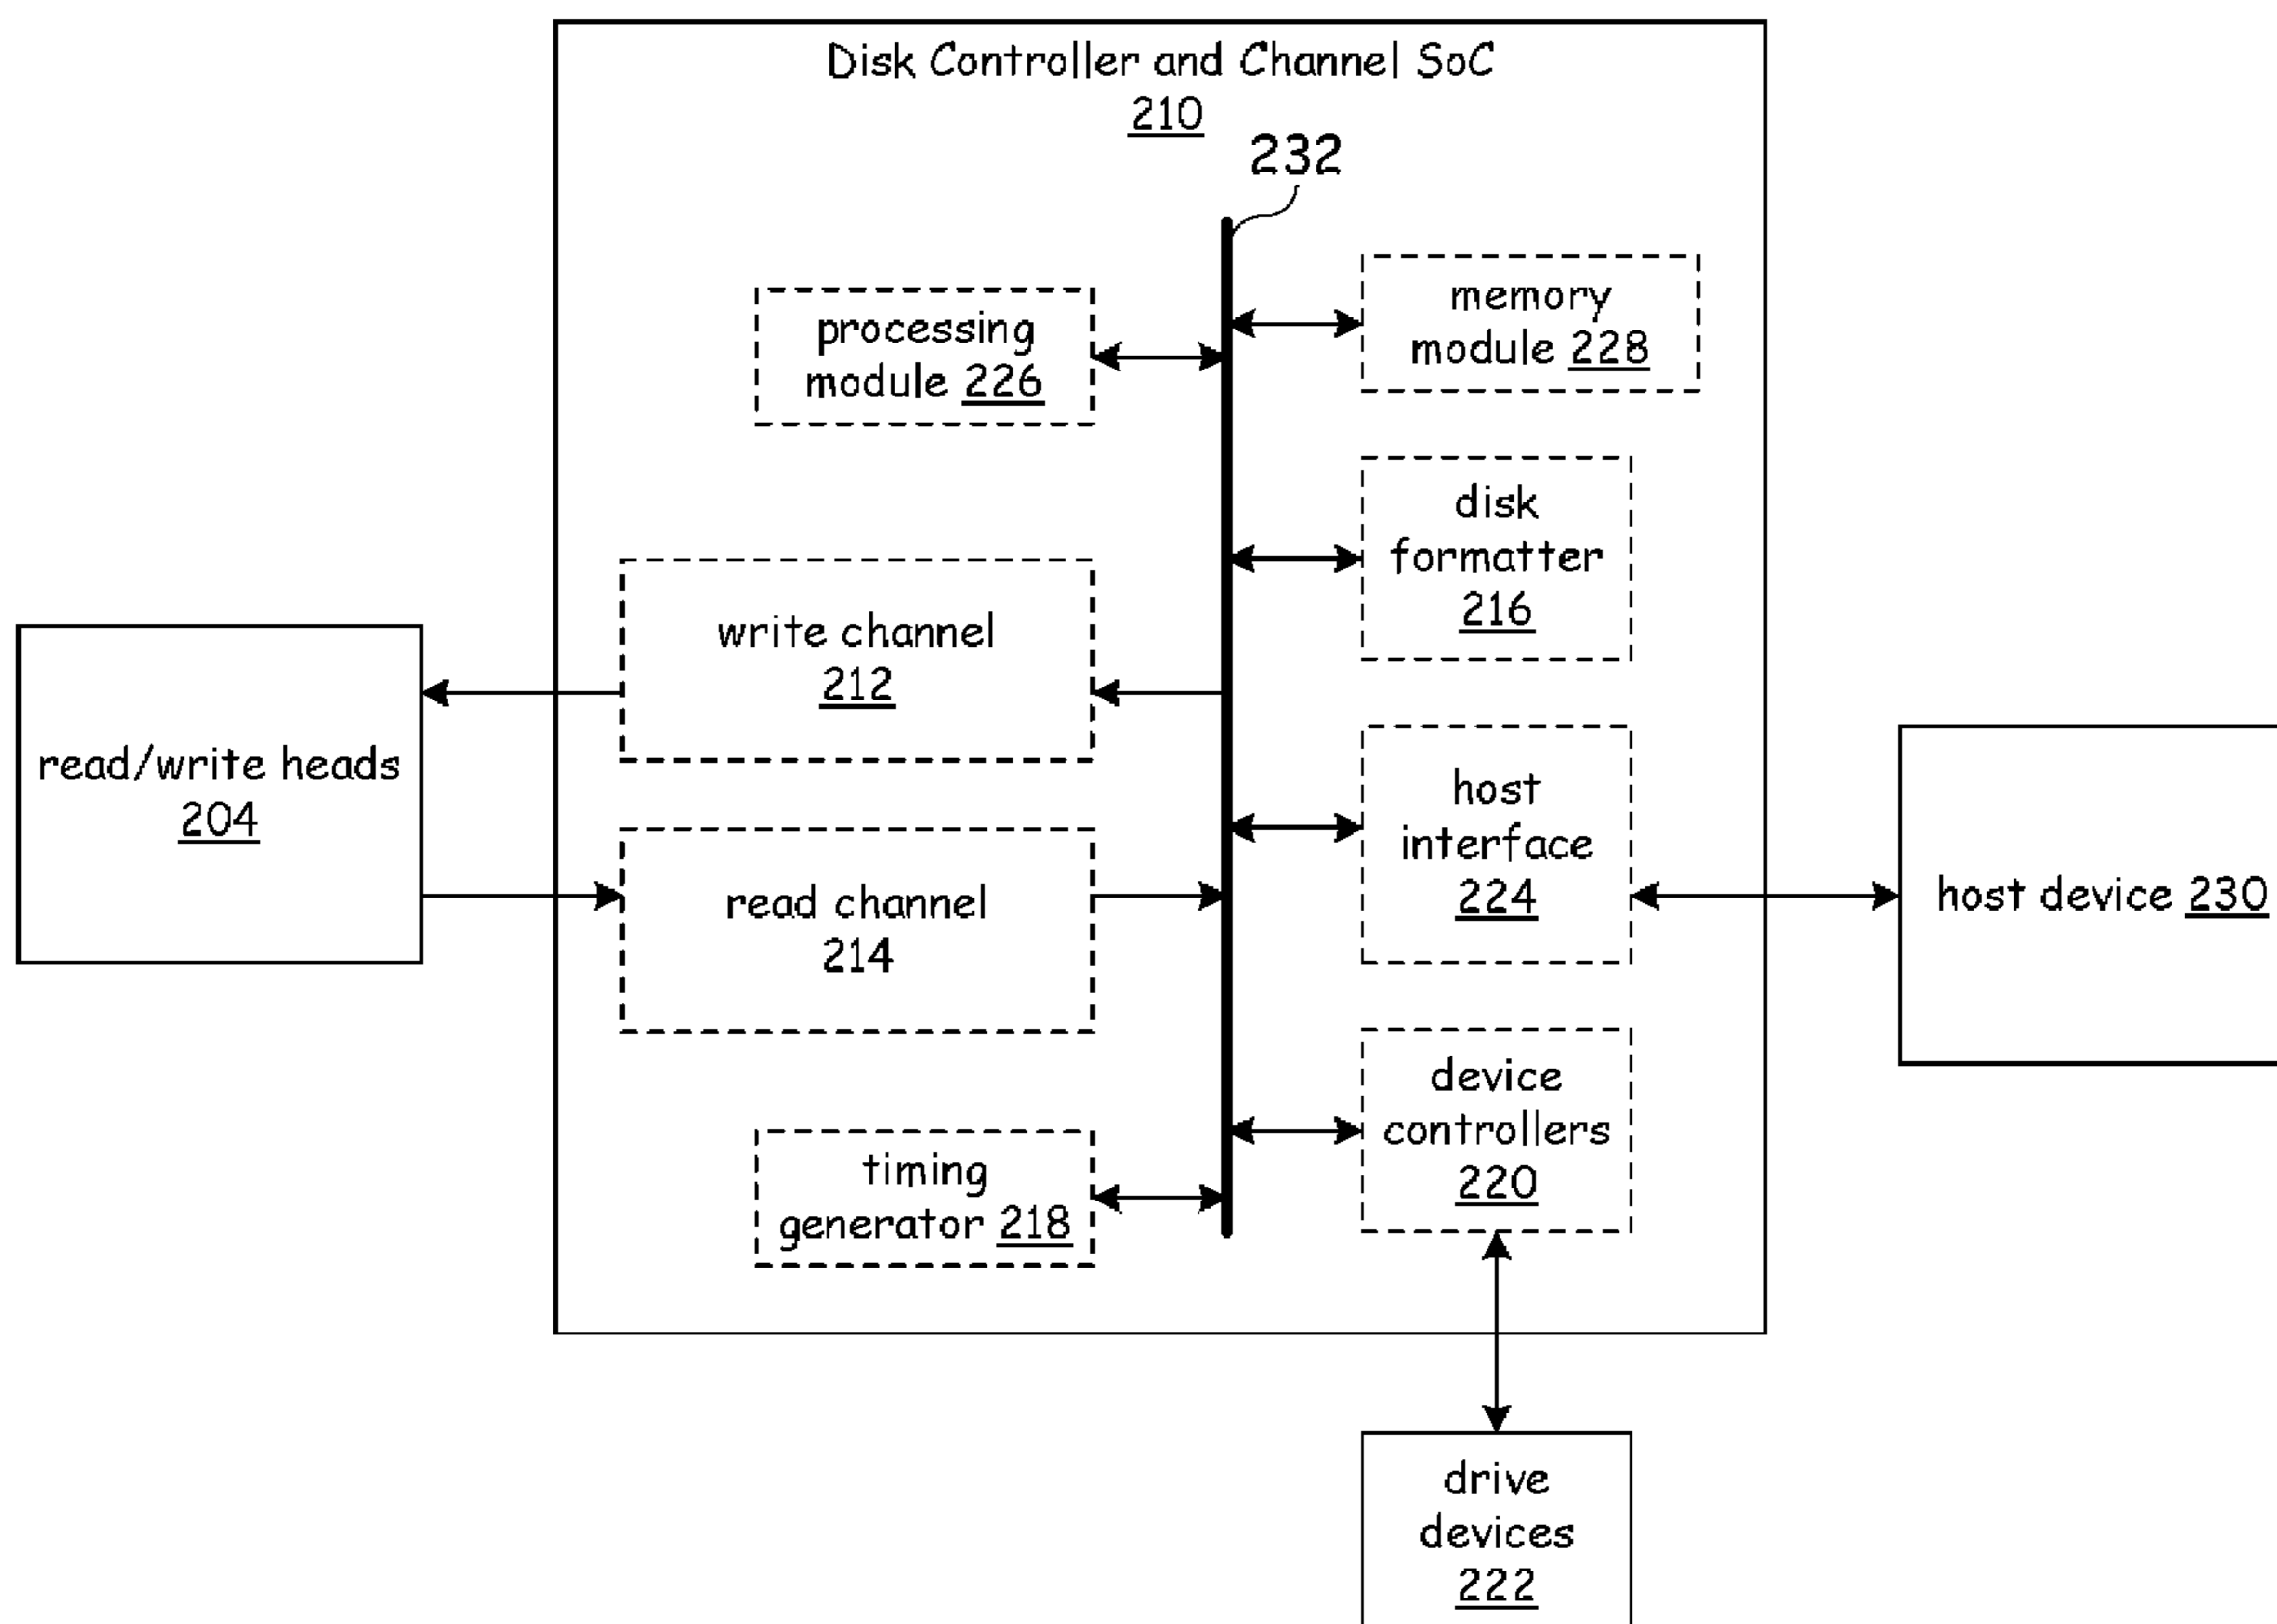 Disk Controller and Channel SoC
210
232
processing
module 226
memory
module 228
disk
formatter
216
write channel
212
read/write heads
204
read channel
214
host
interface
224
host device 230
device
controllers
220
timing
generator 218
drive
devices
222